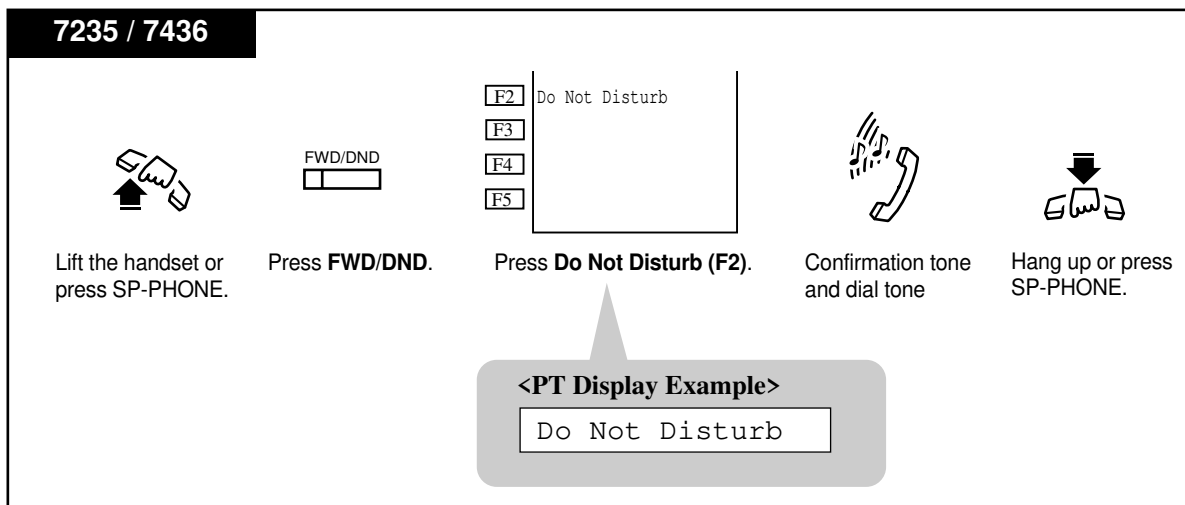 7235 / 7436
F2 Do Not Disturb
F3
F4
F5
FWD/DND
Lift the handset or
press SP-PHONE.
Press FWD/DND.
Press Do Not Disturb (F2).
Confirmation tone
and dial tone
Hang up or press
SP-PHONE.
<PT Display Example>
Do Not Disturb